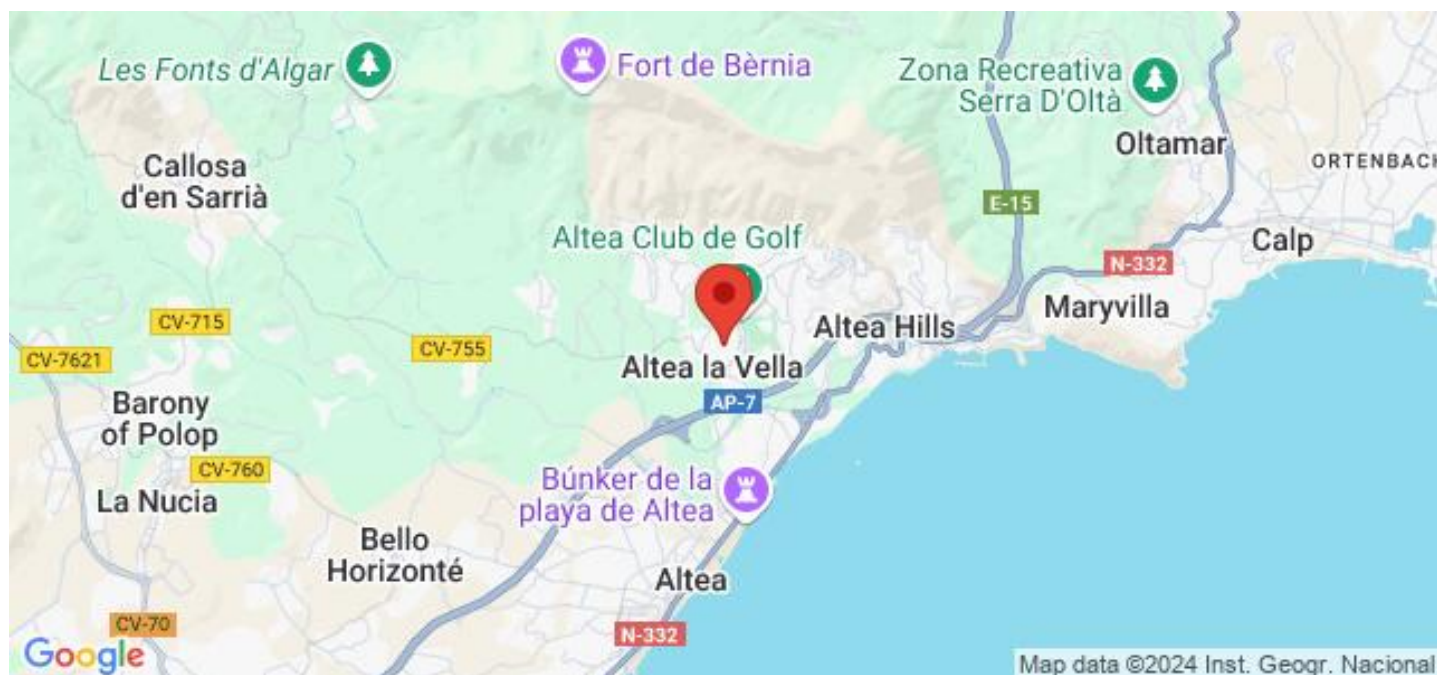 Les Fonts d'Algar
Fort de Bèrnia
Zona Recreativa
Serra D'Oltà
Oltamar
ORTENBACK
Callosa
d'en Sarrià
E-15
Altea Club de Golf
Calp
N-332
Maryvilla
CV-715
Altea Hills
CV-7621
CV-755
Altea la Vella
AP-7
Barony
of Polop
CV-760
Búnker de la
playa de Altea
La Nucia
Bello
Horizonté
Altea
CV-70
N-332
Google
Map data ©2024 Inst. Geogr. Nacional